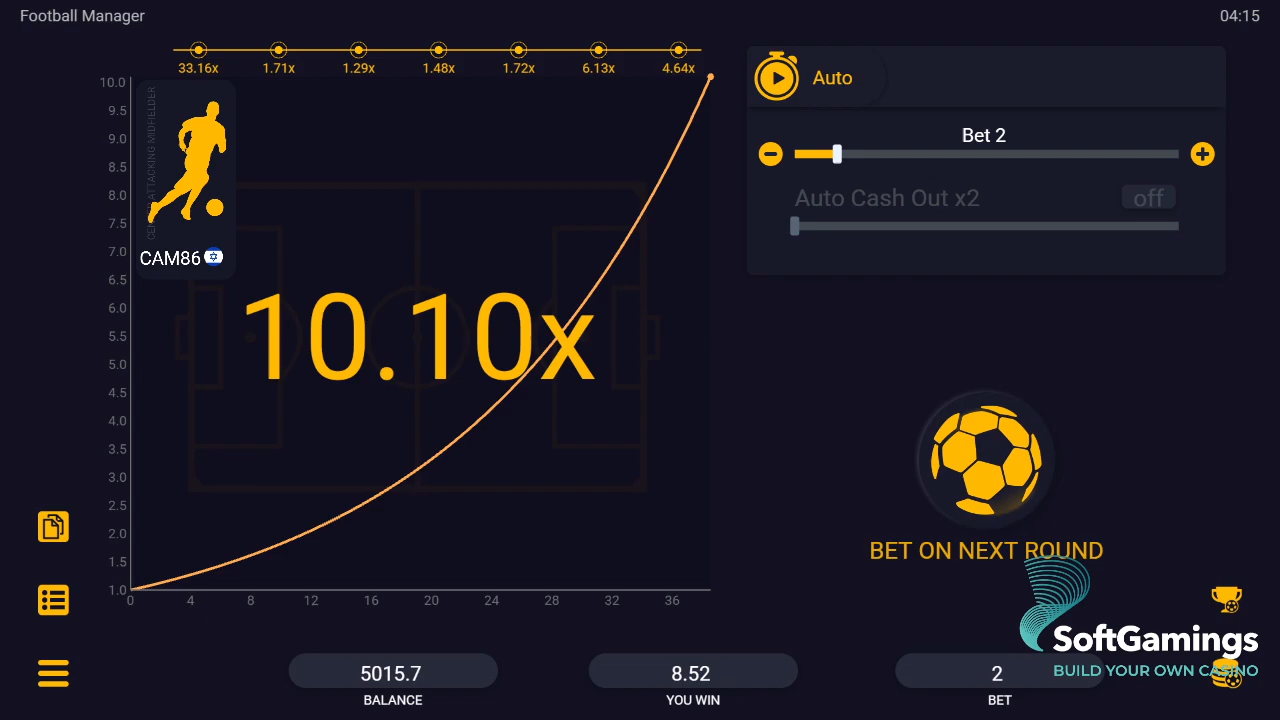 Football Manager
04:15
33.16x 1.71x 1.29x 1.48x 1.72x 6.13x 4.64x
10.0
9.5
9.0
8.5
8.0
7.5
7.0
6.5
6.0
5.5
5.0
4.5
4.0
3.5
3.0
2.5
2.0
1.5
1.0
0 4 8 12 16 20 24 28 32 36
CENTER ATTACKING MIDFIELDER
CAM86
10.10x
Auto
Bet 2
Auto Cash Out x2 off
BET ON NEXT ROUND
5015.7
BALANCE
8.52
YOU WIN
2
BET
SoftGamings
BUILD YOUR OWN CASINO